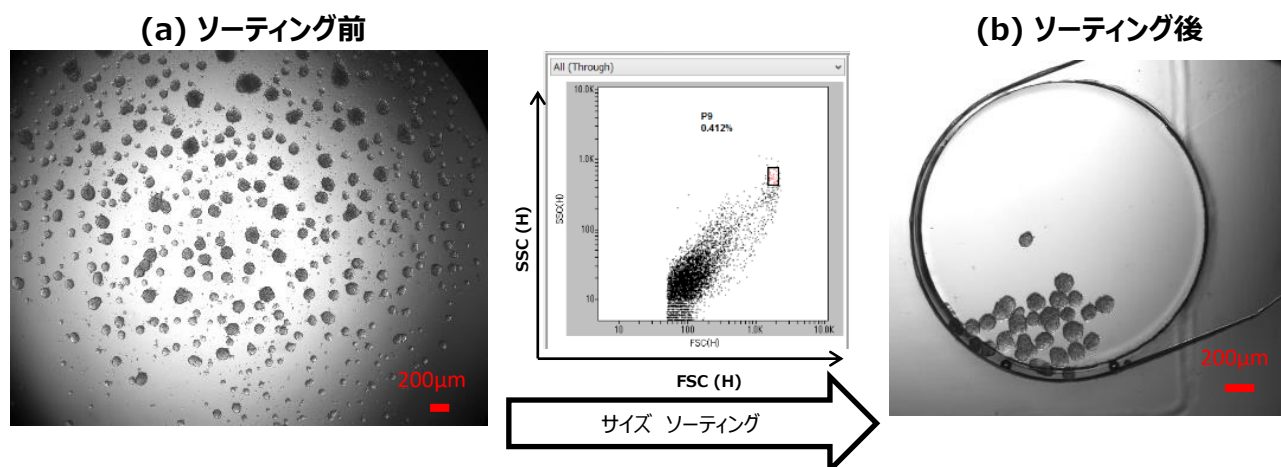 (a) ソーティング前
(b) ソーティング後
All (Through)
10.0K
P9
0.412%
1.0K
SSC(H)
100
10
10
100
1.0K
10.0K
FSC(H)
SSC (H)
FSC (H)
200μm
200μm
サイズ ソーティング